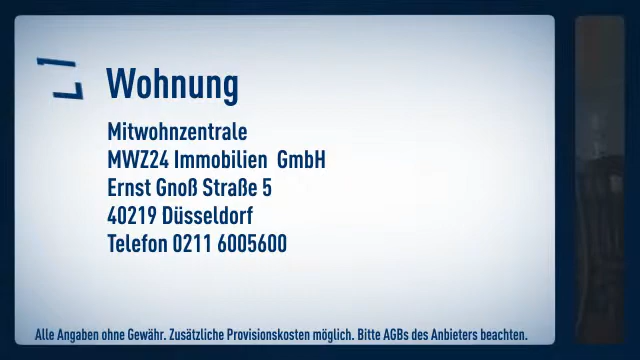 Wohnung
Mitwohnzentrale
MWZ24 Immobilien GmbH
Ernst Gnoß Straße 5
40219 Düsseldorf
Telefon 0211 6005600
Alle Angaben ohne Gewähr. Zusätzliche Provisionskosten möglich. Bitte AGBs des Anbieters beachten.